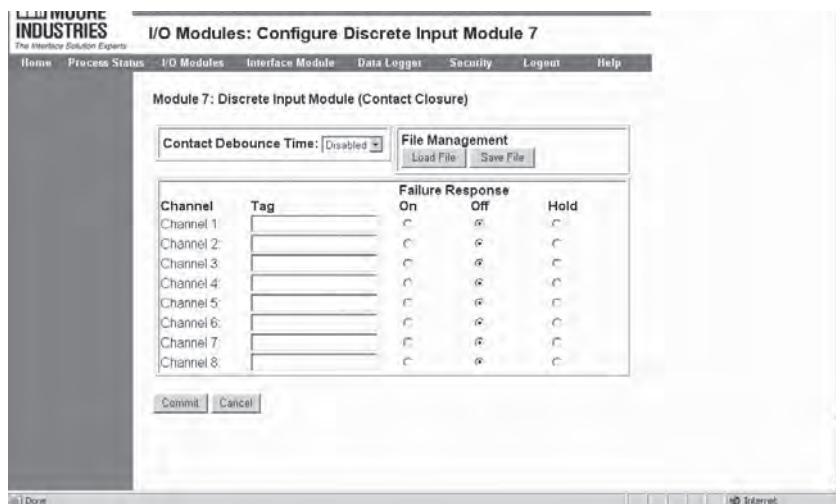 MOORE
INDUSTRIES
The Interface Solution Experts
I/O Modules: Configure Discrete Input Module 7
Home Process Status I/O Modules Interface Module Data Logger Security Logout Help
Module 7: Discrete Input Module (Contact Closure)
Contact Debounce Time: Disabled
File Management
Load File Save File
Failure Response
Channel Tag On Off Hold
Channel 1:
Channel 2:
Channel 3:
Channel 4:
Channel 5:
Channel 6:
Channel 7:
Channel 8:
Commit Cancel
Done Internet